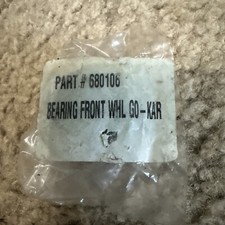 PART # 680106
BEARING FRONT WHL GO-KAR